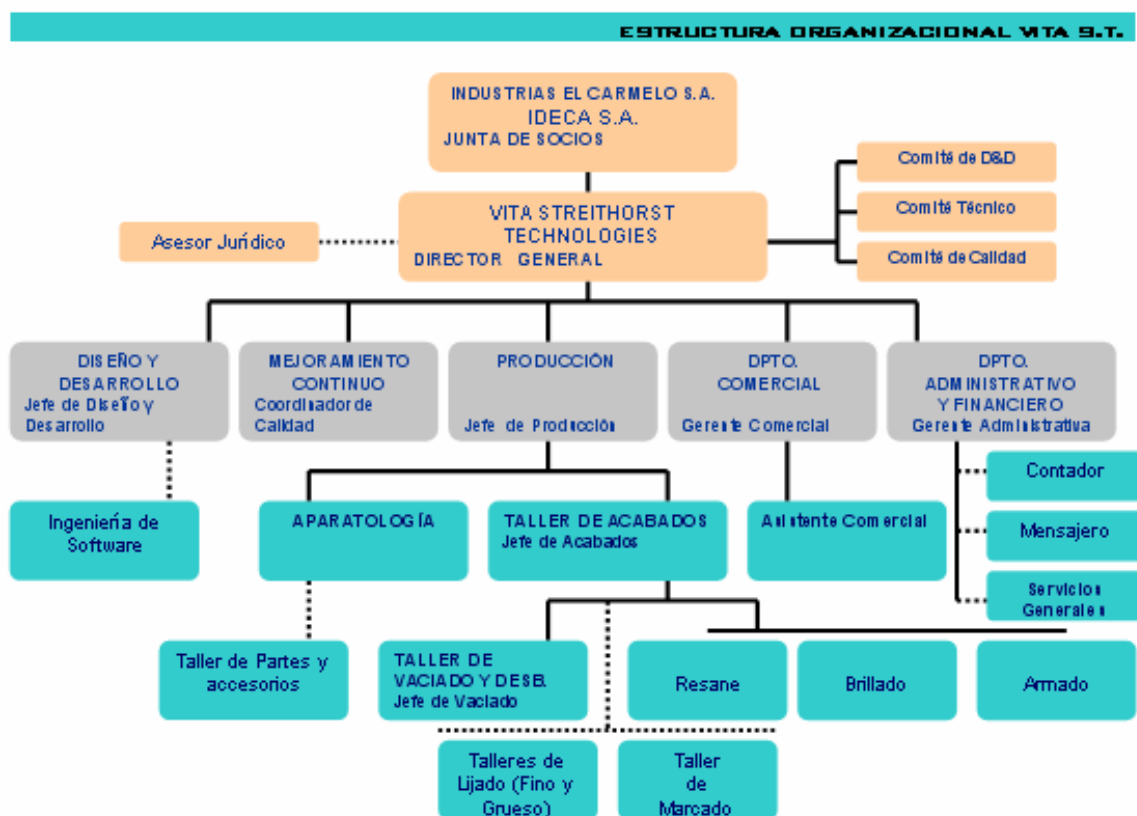 ESTRUCTURA ORGANIZACIONAL VITA S.T.
INDUSTRIAS EL CARMELO S.A.
IDECA S.A.
JUNTA DE SOCIOS
Comité de D&D
Comité Técnico
Comité de Calidad
Asesor Jurídico
VITA STREITHORST
TECHNOLOGIES
DIRECTOR GENERAL
DISEÑO Y
DESARROLLO
Jefe de Diseño y
Desarrollo
MEJORAMIENTO
CONTINUO
Coordinador de
Calidad
PRODUCCIÓN
Jefe de Producción
DPTO.
COMERCIAL
Gerente Comercial
DPTO.
ADMINISTRATIVO
Y FINANCIERO
Gerente Administrativa
Contador
Mensajero
Servicios
Generales
Ingeniería de
Software
APARATOLOGÍA
TALLER DE ACABADOS
Jefe de Acabados
Asistente Comercial
Taller de Partes y
accesorios
TALLER DE
VACIADO Y DESB.
Jefe de Vaciado
Resane
Brillado
Armado
Talleres de
Lijado (Fino y
Grueso)
Taller
de
Marcado